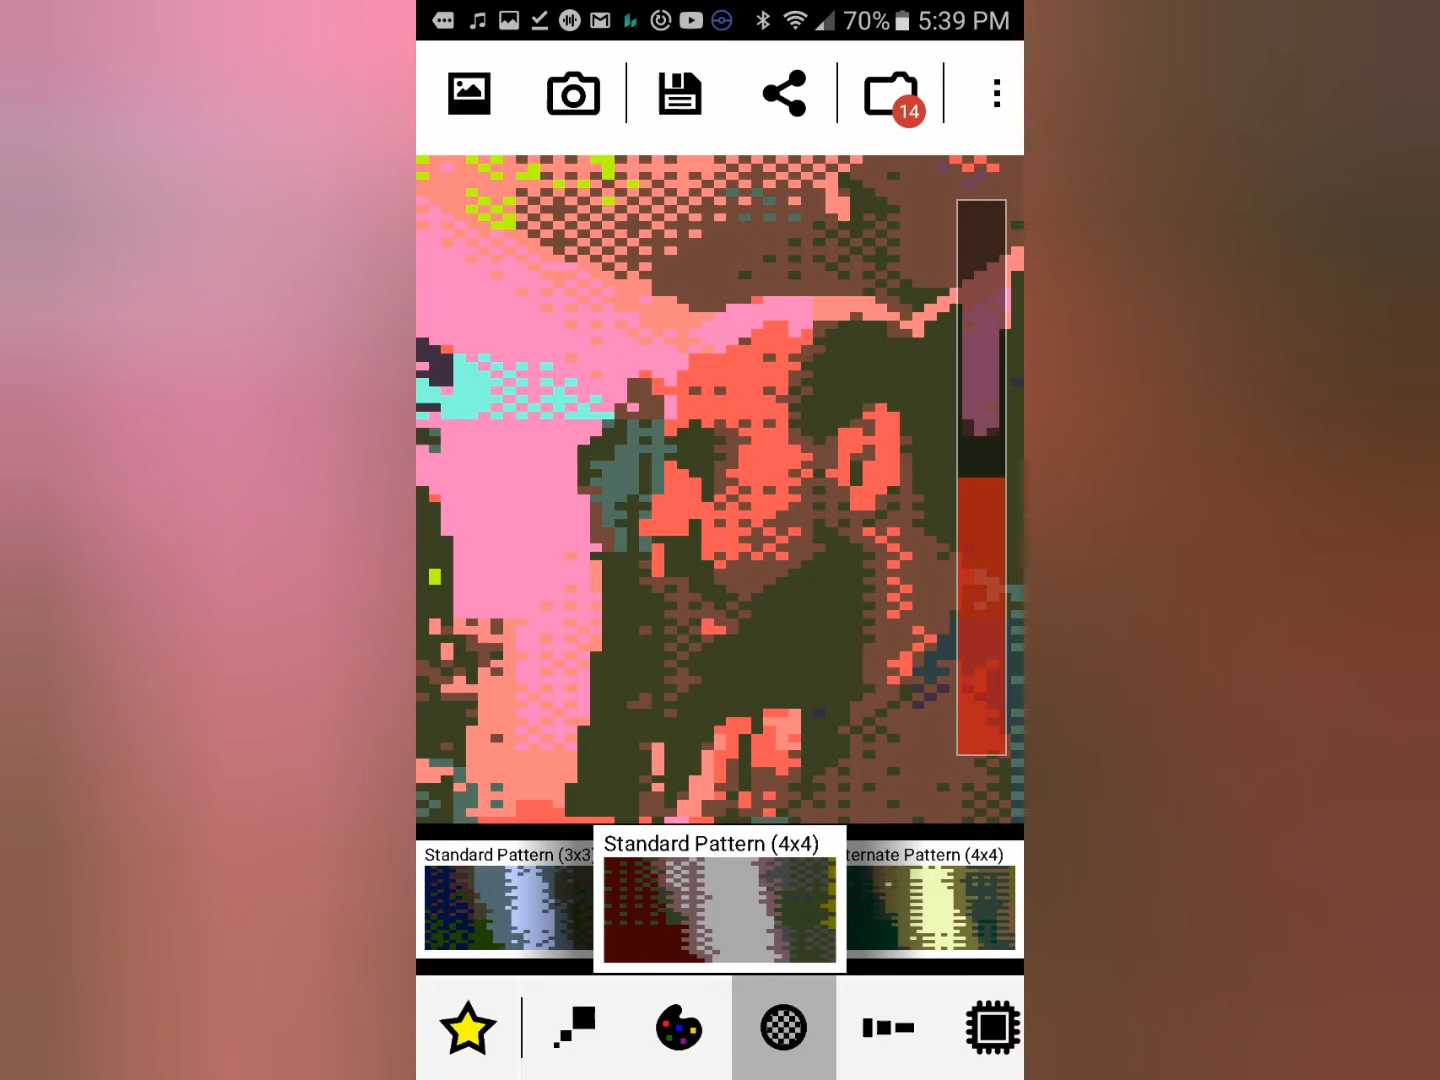 70% 5:39 PM
14
Standard Pattern (3x3
Standard Pattern (4x4)
ternate Pattern (4x4)